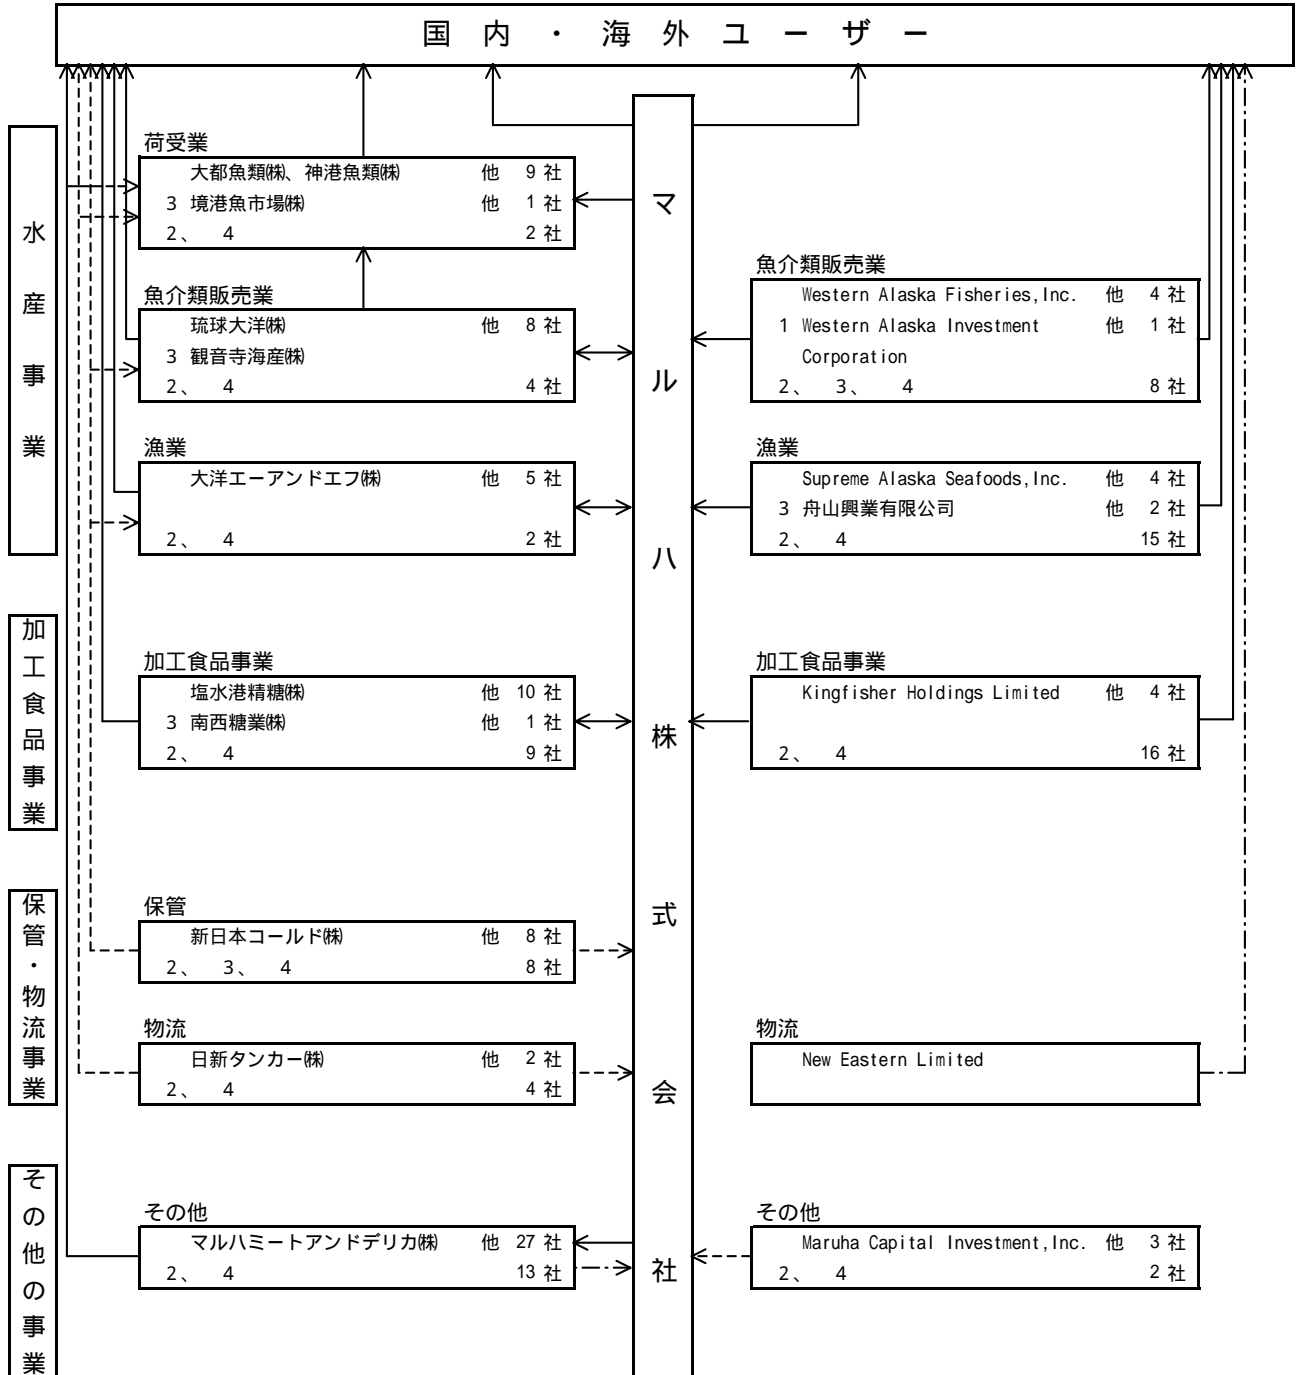 国内・海外ユーザー
マルハ株式会社
水産事業
荷受業
大都魚類㈱、神港魚類㈱ 他 9 社
3 境港魚市場㈱ 他 1 社
2、 4 2 社
魚介類販売業
琉球大洋㈱ 他 8 社
3 観音寺海産㈱
2、 4 4 社
魚介類販売業
Western Alaska Fisheries,Inc. 他 4 社
1 Western Alaska Investment 他 1 社
Corporation
2、 3、 4 8 社
漁業
大洋エーアンドエフ㈱ 他 5 社
2、 4 2 社
漁業
Supreme Alaska Seafoods,Inc. 他 4 社
3 舟山興業有限公司 他 2 社
2、 4 15 社
加工食品事業
加工食品事業
塩水港精糖㈱ 他 10 社
3 南西糖業㈱ 他 1 社
2、 4 9 社
加工食品事業
Kingfisher Holdings Limited 他 4 社
2、 4 16 社
保管・物流事業
保管
新日本コールド㈱ 他 8 社
2、 3、 4 8 社
物流
日新タンカー㈱ 他 2 社
2、 4 4 社
物流
New Eastern Limited
その他の事業
その他
マルハミートアンドデリカ㈱ 他 27 社
2、 4 13 社
その他
Maruha Capital Investment,Inc. 他 3 社
2、 4 2 社